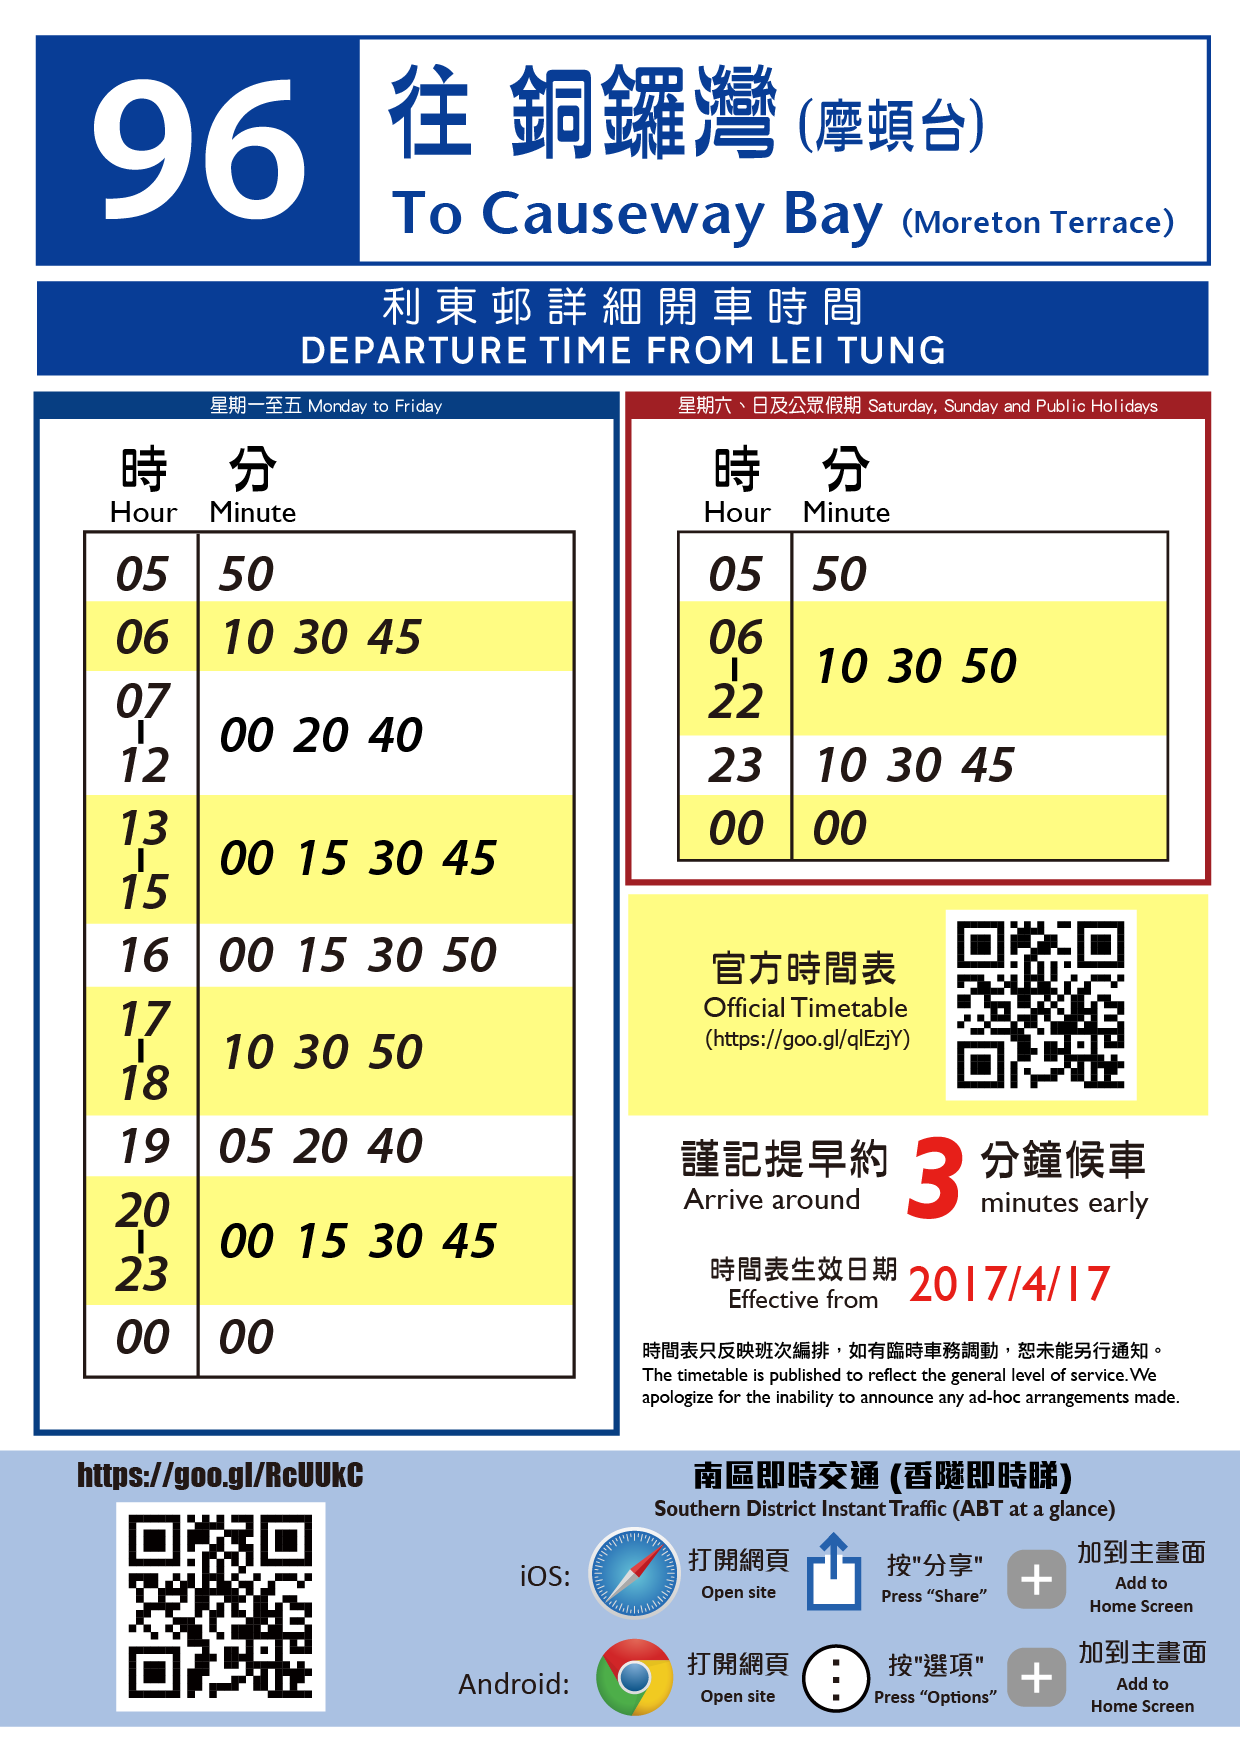 96
往 銅鑼灣 (摩頓台)
To Causeway Bay (Moreton Terrace)
利東邨詳細開車時間
DEPARTURE TIME FROM LEI TUNG
星期一至五 Monday to Friday
時 分
Hour Minute
05 50
06 10 30 45
07
00 20 40
12
13
00 15 30 45
15
16 00 15 30 50
17
10 30 50
18
19 05 20 40
20
00 15 30 45
23
00 00
星期六、日及公眾假期 Saturday, Sunday and Public Holidays
時 分
Hour Minute
05 50
06
10 30 50
22
23 10 30 45
00 00
官方時間表
Official Timetable
(https://goo.gl/qlEzjY)
謹記提早約 3 分鐘候車
Arrive around minutes early
時間表生效日期
Effective from 2017/4/17
時間表只反映班次編排，如有臨時車務調動，恕未能另行通知。
The timetable is published to reflect the general level of service. We
apologize for the inability to announce any ad-hoc arrangements made.
https://goo.gl/RcUUkC
南區即時交通 (香隧即時睇)
Southern District Instant Traffic (ABT at a glance)
iOS:
打開網頁
Open site
按"分享"
Press “Share”
加到主畫面
Add to
Home Screen
Android:
打開網頁
Open site
按"選項"
Press “Options”
加到主畫面
Add to
Home Screen